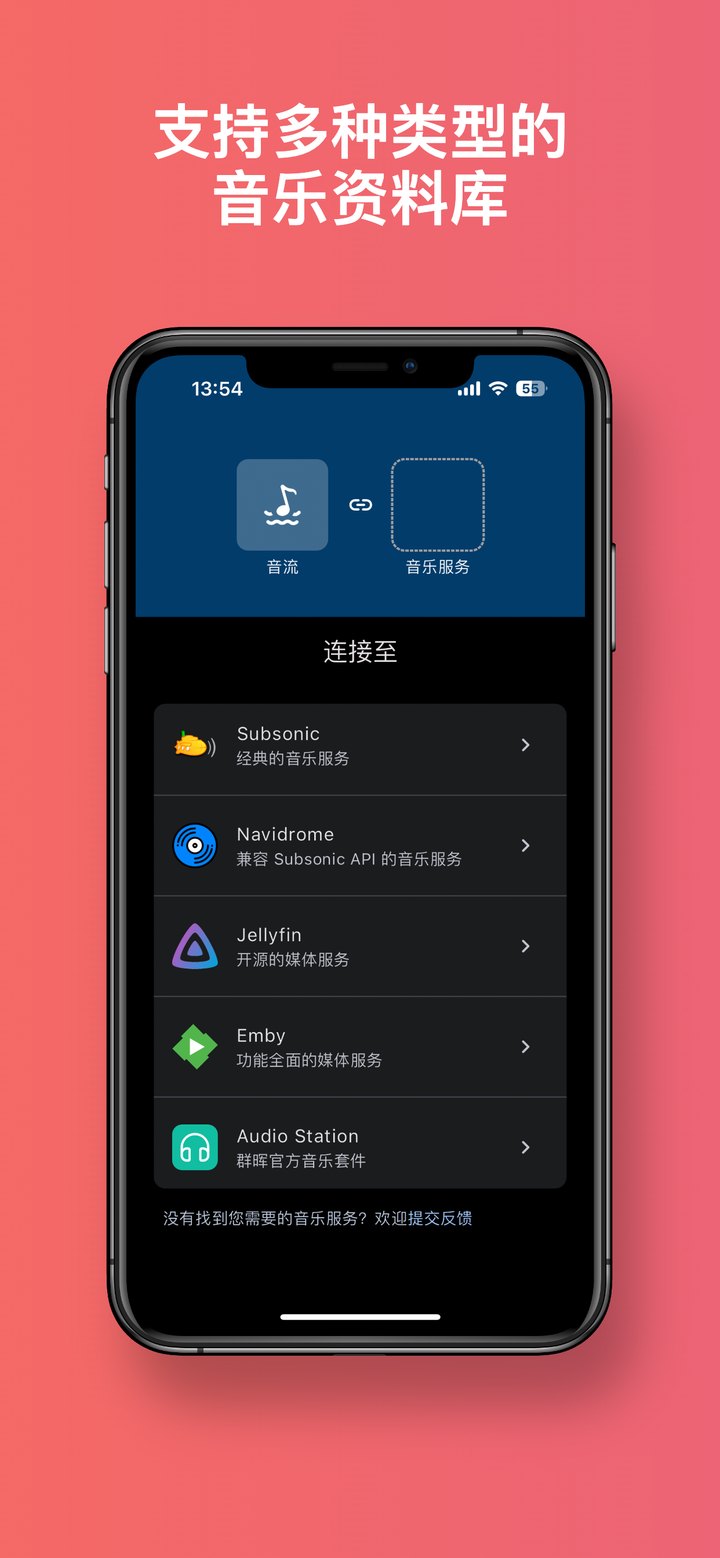 支持多种类型的
音乐资料库
13:54
55
音流
音乐服务
连接至
Subsonic
经典的音乐服务
Navidrome
兼容 Subsonic API 的音乐服务
Jellyfin
开源的媒体服务
Emby
功能全面的媒体服务
Audio Station
群晖官方音乐套件
没有找到您需要的音乐服务？欢迎提交反馈